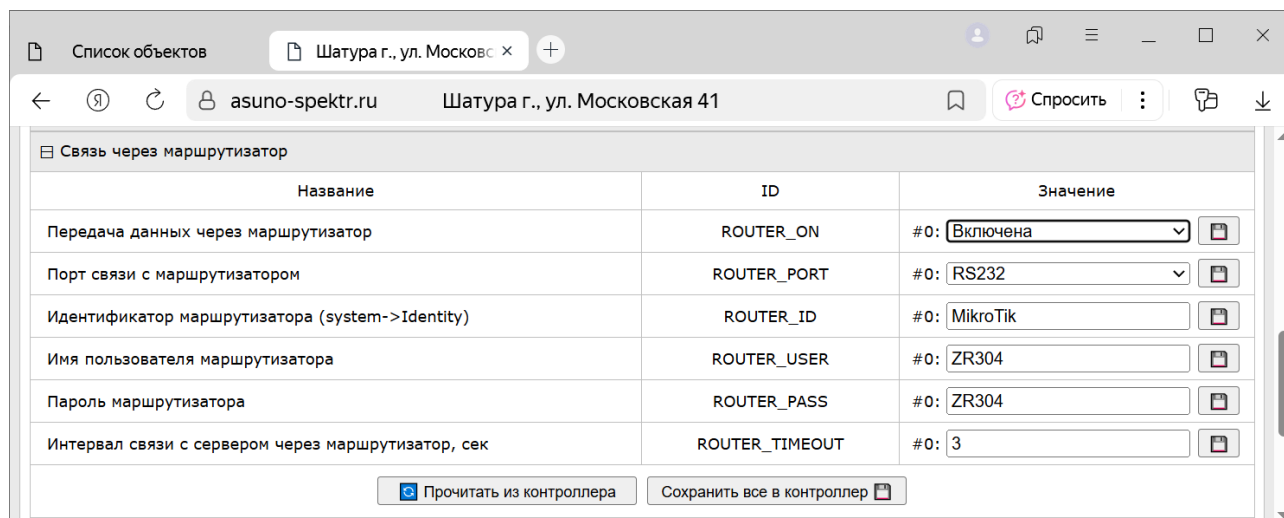 Список объектов
Шатура г., ул. Московс
asuno-spektr.ru Шатура г., ул. Московская 41 Спросить
Связь через маршрутизатор
Название ID Значение
Передача данных через маршрутизатор ROUTER_ON #0: Включена
Порт связи с маршрутизатором ROUTER_PORT #0: RS232
Идентификатор маршрутизатора (system->Identity) ROUTER_ID #0: MikroTik
Имя пользователя маршрутизатора ROUTER_USER #0: ZR304
Пароль маршрутизатора ROUTER_PASS #0: ZR304
Интервал связи с сервером через маршрутизатор, сек ROUTER_TIMEOUT #0: 3
Прочитать из контроллера Сохранить все в контроллер